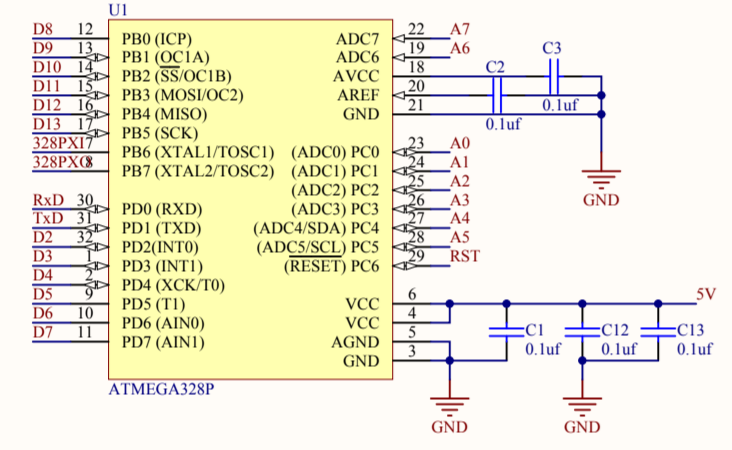 U1
D8 12 PB0 (ICP) ADC7 22 A7
D9 13 PB1 (OC1A) ADC6 19 A6
D10 14 PB2 (SS/OC1B) AVCC 18
D11 15 PB3 (MOSI/OC2) AREF 20
D12 16 PB4 (MISO) GND 21
D13 17 PB5 (SCK)
328PXI 7 PB6 (XTAL1/TOSC1) (ADC0) PC0 23 A0
328PXO 8 PB7 (XTAL2/TOSC2) (ADC1) PC1 24 A1
(ADC2) PC2 25 A2
RxD 30 PD0 (RXD) (ADC3) PC3 26 A3
TxD 31 PD1 (TXD) (ADC4/SDA) PC4 27 A4
D2 32 PD2(INT0) (ADC5/SCL) PC5 28 A5
D3 1 PD3 (INT1) (RESET) PC6 29 RST
D4 2 PD4 (XCK/T0)
D5 9 PD5 (T1) VCC 6
D6 10 PD6 (AIN0) VCC 4
D7 11 PD7 (AIN1) AGND 5
GND 3
ATMEGA328P
C2
0.1uf
C3
0.1uf
GND
5V
C1
0.1uf
C12
0.1uf
C13
0.1uf
GND
GND